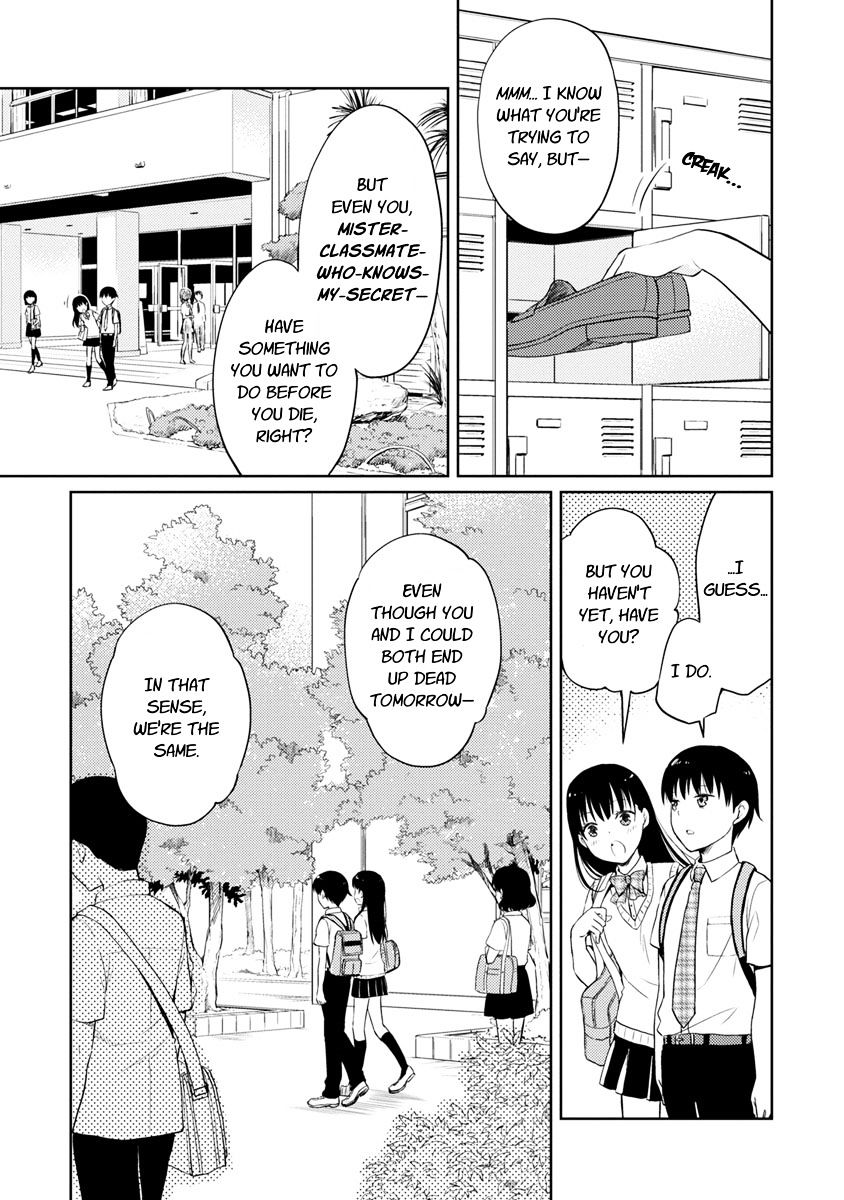 MMM... I KNOW
WHAT YOU'RE
TRYING TO
SAY, BUT—
CREAK...
BUT
EVEN YOU,
MISTER-
CLASSMATE-
WHO-KNOWS-
MY-SECRET—
HAVE
SOMETHING
YOU WANT TO
DO BEFORE
YOU DIE,
RIGHT?
...I
GUESS...
I DO.
BUT YOU
HAVEN'T
YET, HAVE
YOU?
EVEN
THOUGH YOU
AND I COULD
BOTH END
UP DEAD
TOMORROW—
IN THAT
SENSE,
WE'RE THE
SAME.